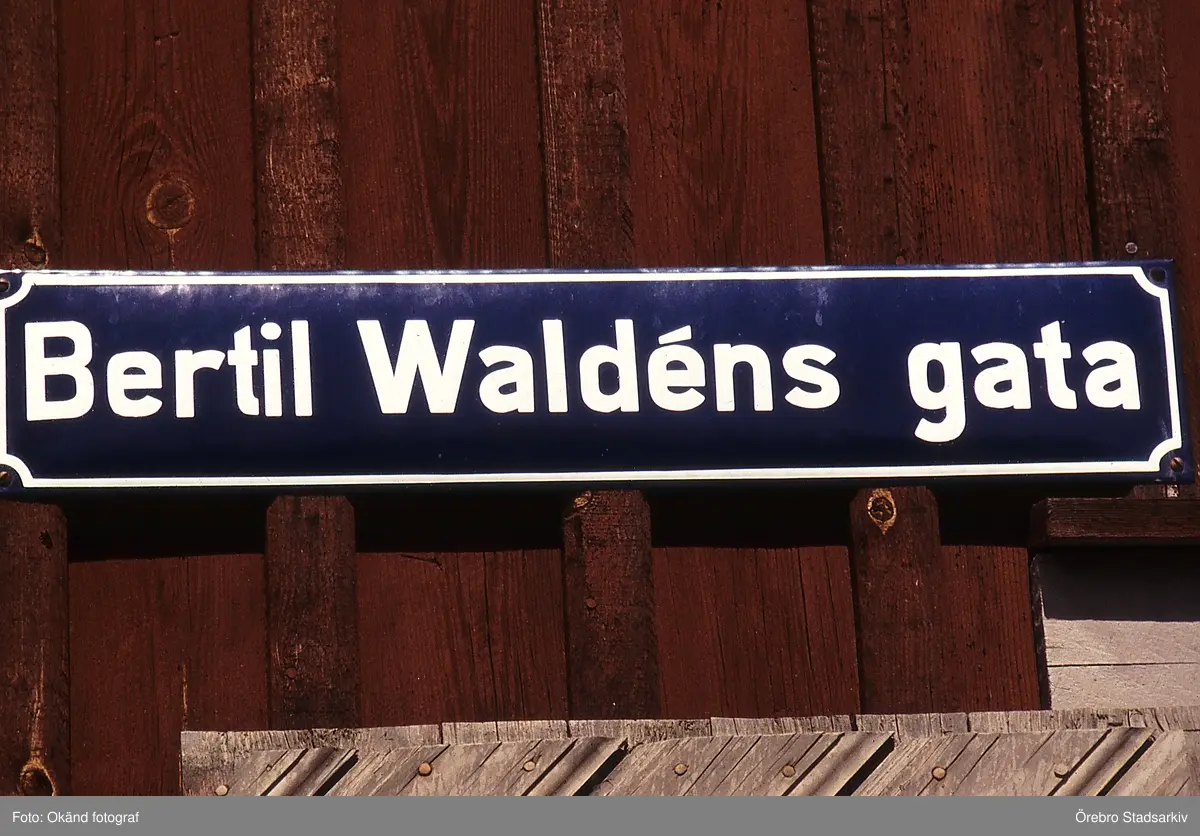 Bertil Waldéns gata
Foto: Okänd fotograf
Örebro Stadsarkiv